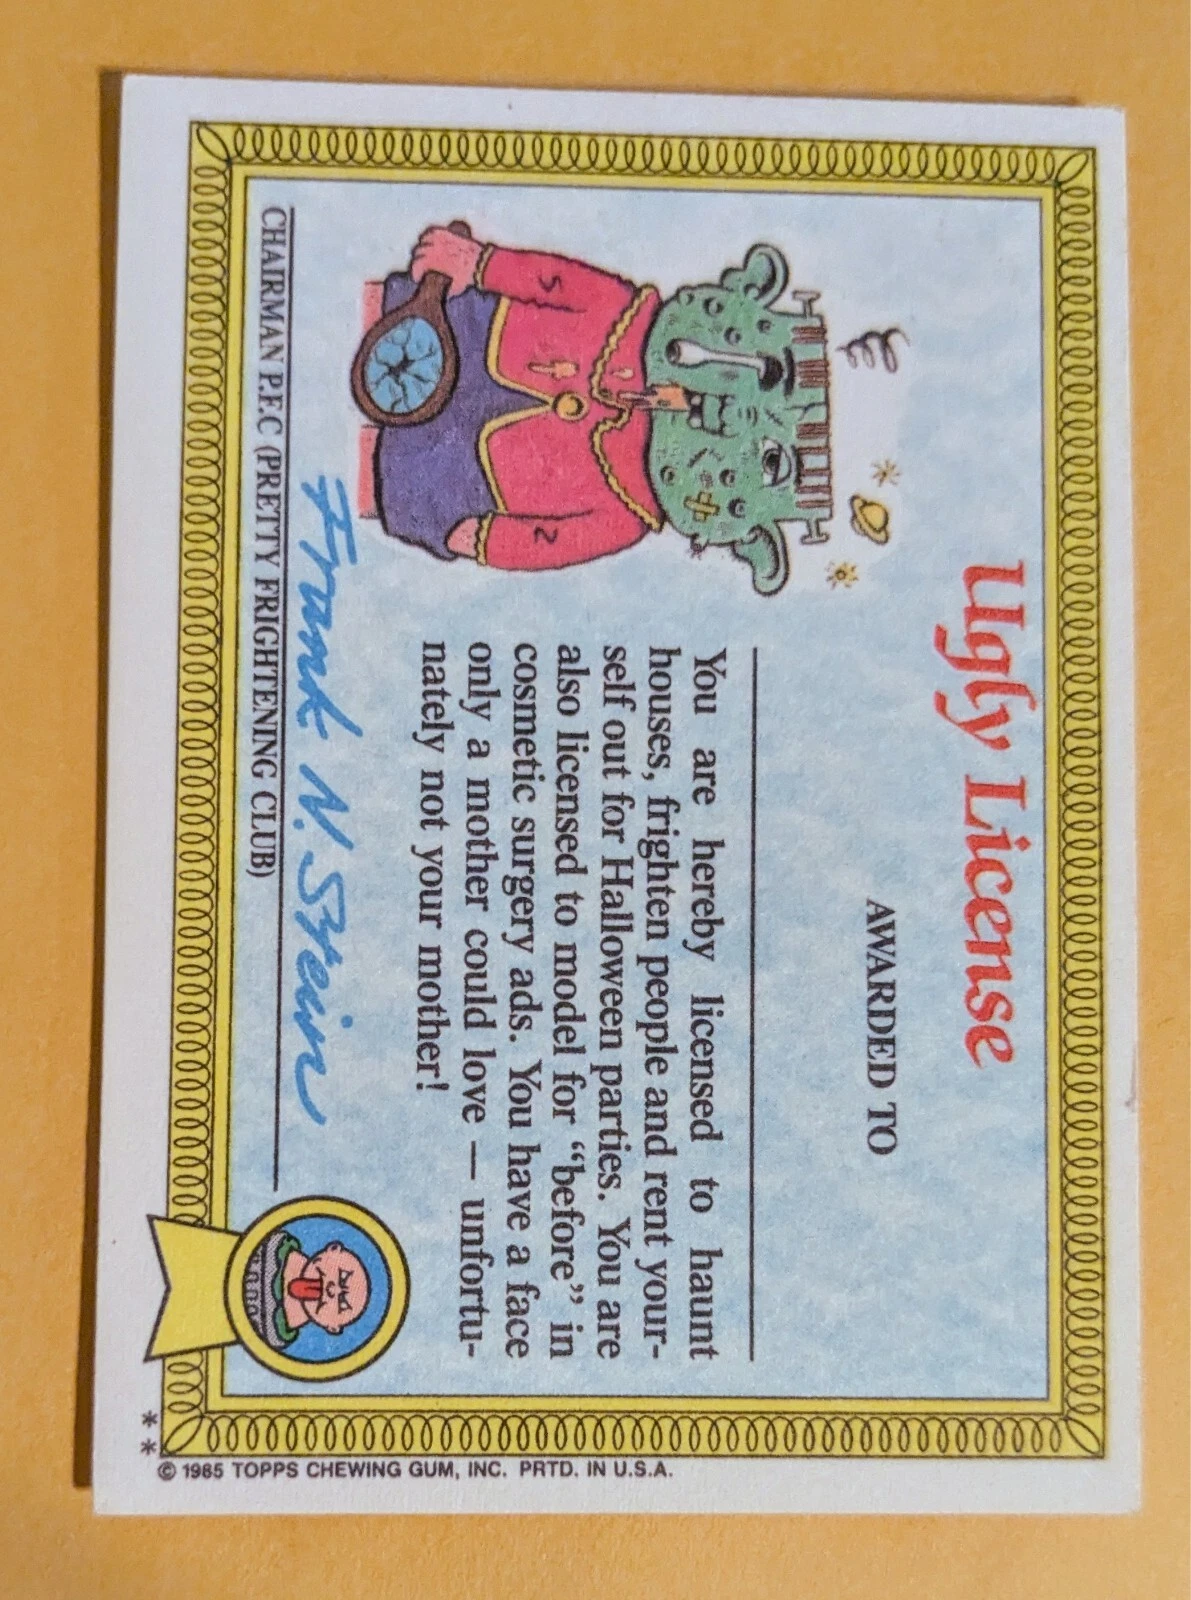 Ugly License
AWARDED TO
You are hereby licensed to haunt
houses, frighten people and rent your-
self out for Halloween parties. You are
also licensed to model for “before” in
cosmetic surgery ads. You have a face
only a mother could love — unfortu-
nately not your mother!
Frank N. Stein
CHAIRMAN P.F.C (PRETTY FRIGHTENING CLUB)
**
© 1985 TOPPS CHEWING GUM, INC. PRTD. IN U.S.A.